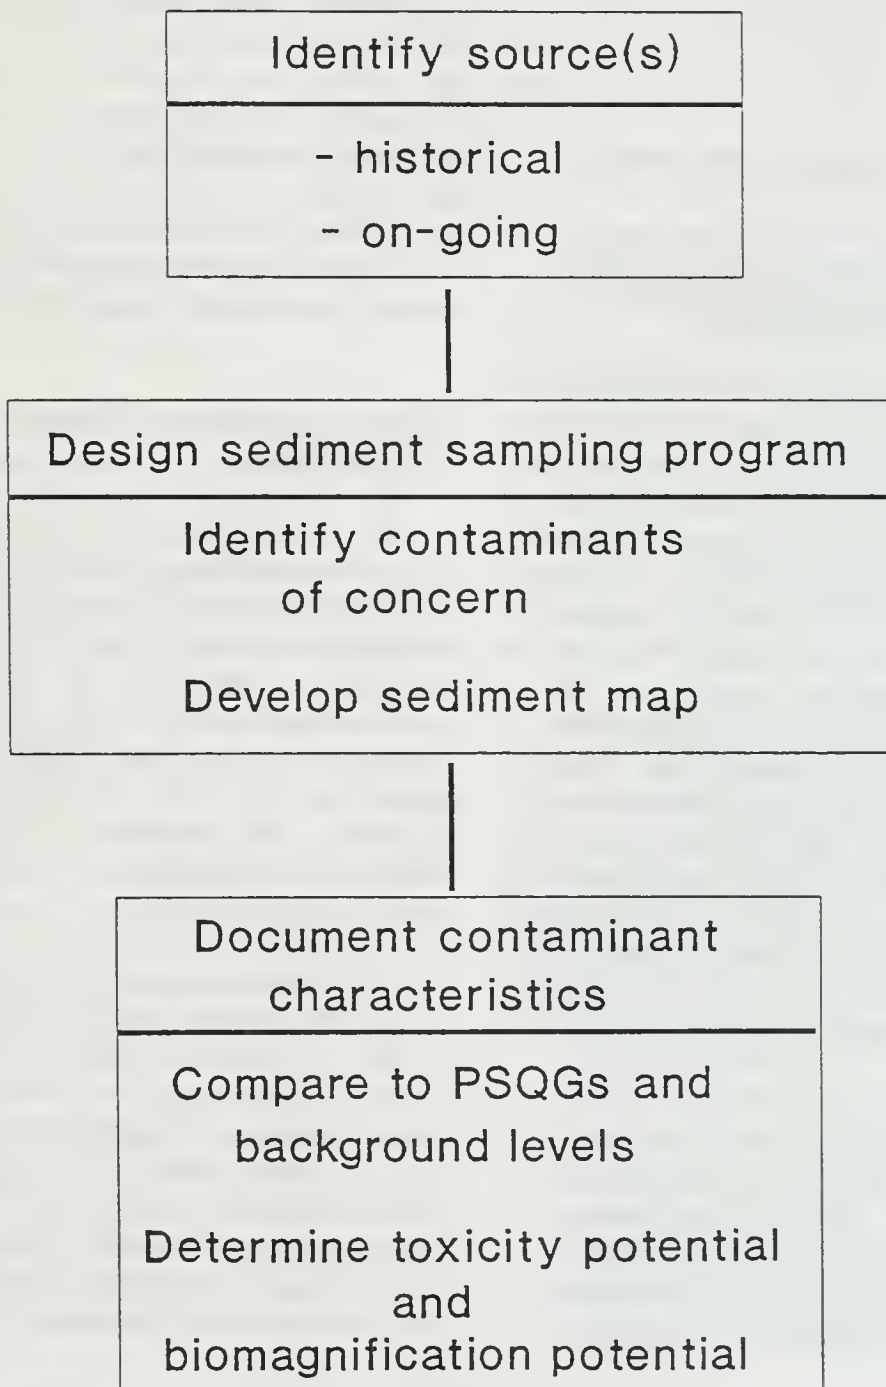 Identify source(s)
- historical
- on-going
Design sediment sampling program
Identify contaminants
of concern
Develop sediment map
Document contaminant
characteristics
Compare to PSQGs and
background levels
Determine toxicity potential
and
biomagnification potential